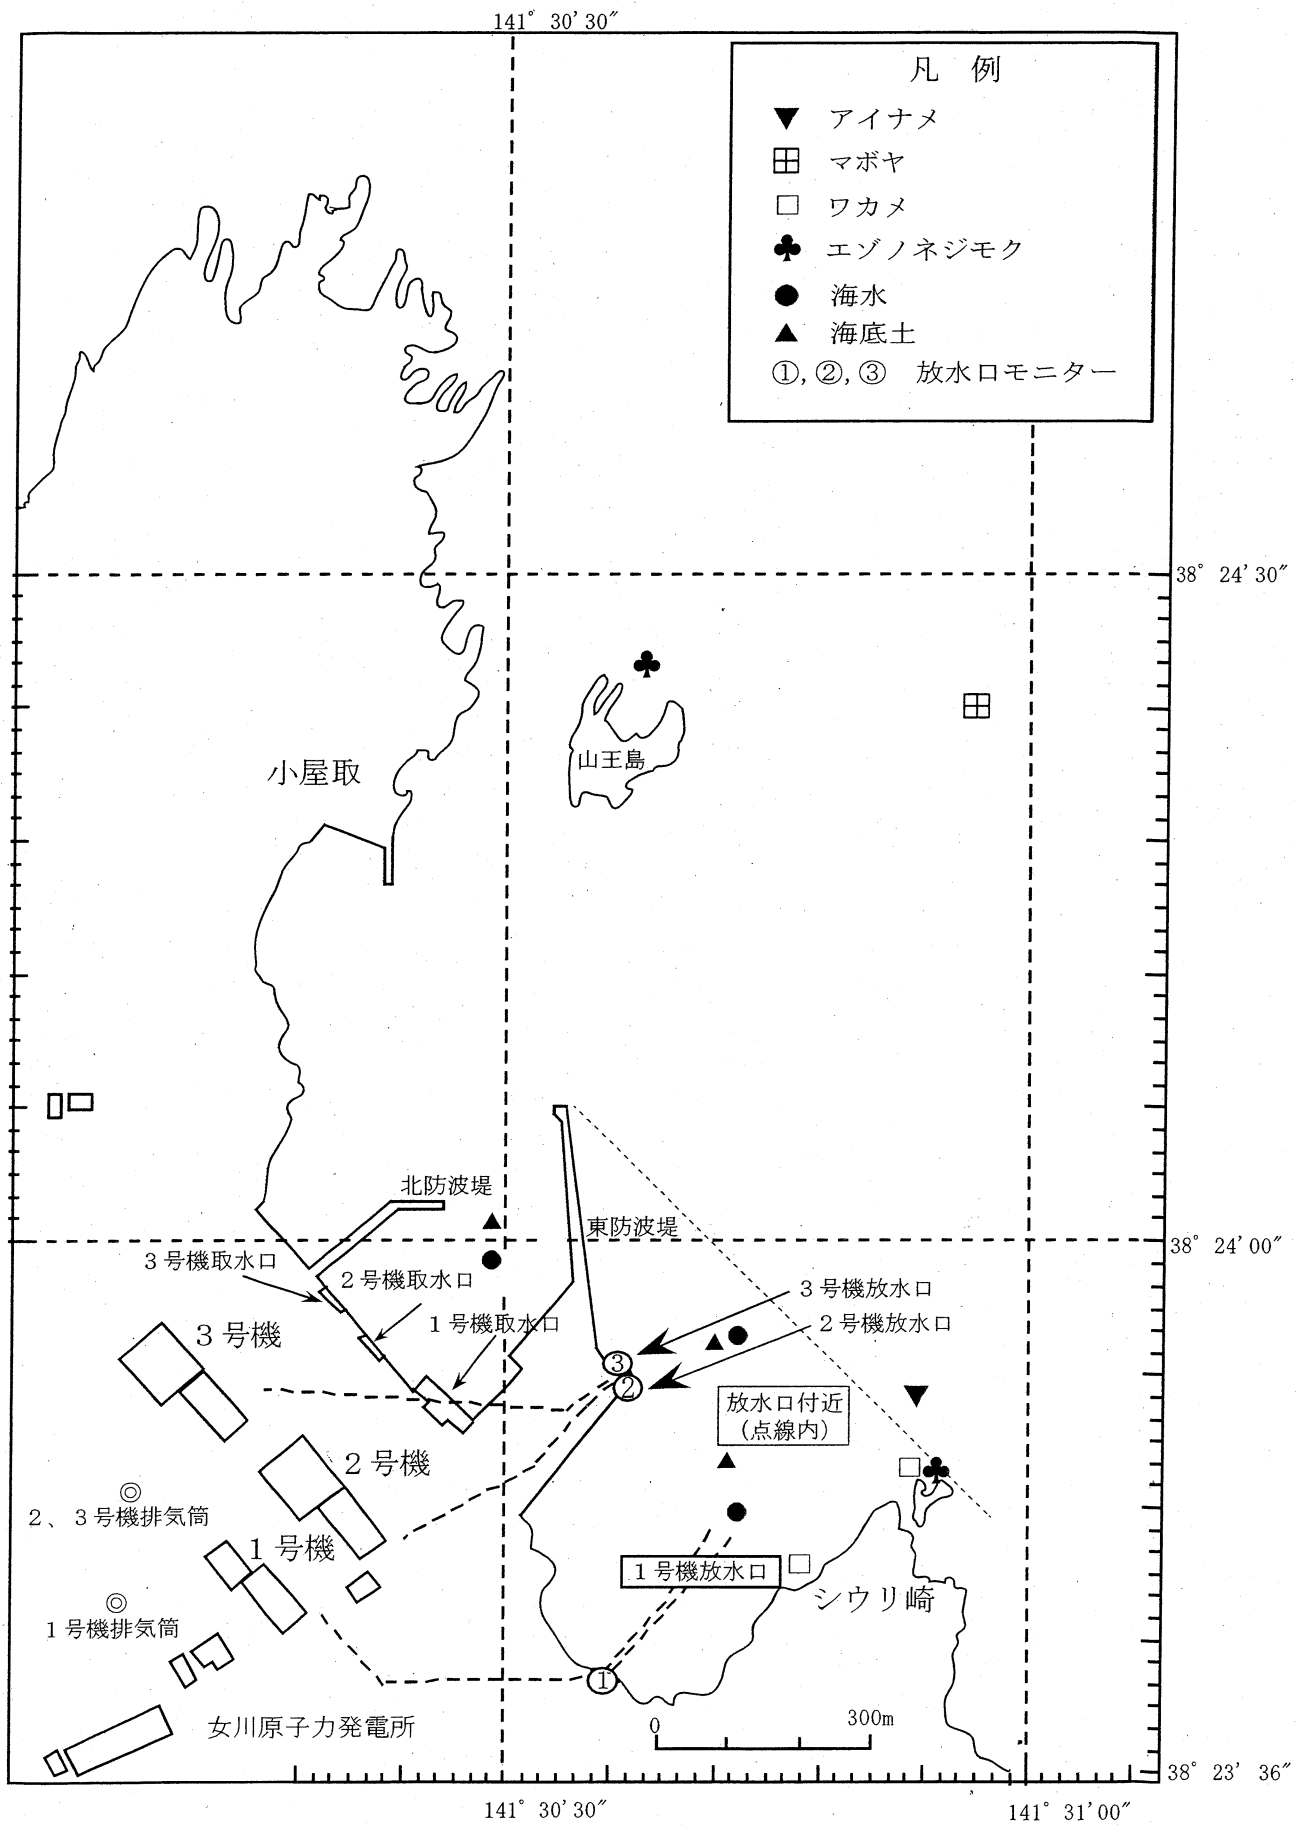 141° 30′30″
凡　例
アイナメ
マボヤ
ワカメ
エゾノネジモク
海水
海底土
①,②,③　放水口モニター
38° 24′30″
小屋取
山王島
北防波堤
東防波堤
38° 24′00″
３号機取水口
２号機取水口
１号機取水口
３号機放水口
２号機放水口
３号機
③
②
放水口付近
（点線内）
２号機
２、３号機排気筒
１号機
１号機放水口
シウリ崎
１号機排気筒
①
女川原子力発電所
0
300m
38° 23′ 36″
141° 30′30″
141° 31′00″